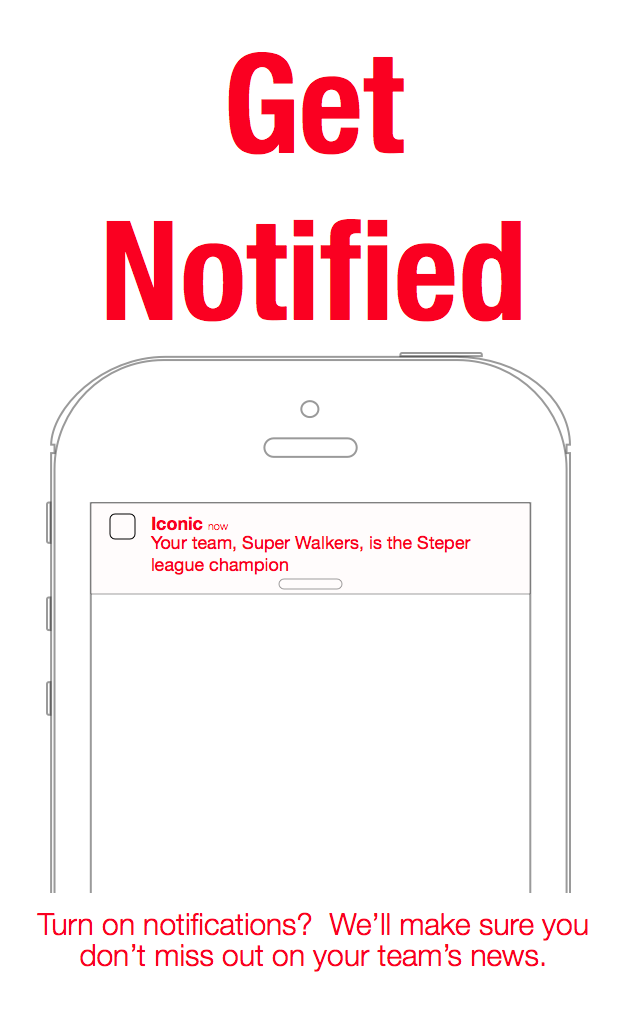 Get
Notified
Iconic now
Your team, Super Walkers, is the Steper
league champion
Turn on notifications?  We’ll make sure you
don’t miss out on your team’s news.